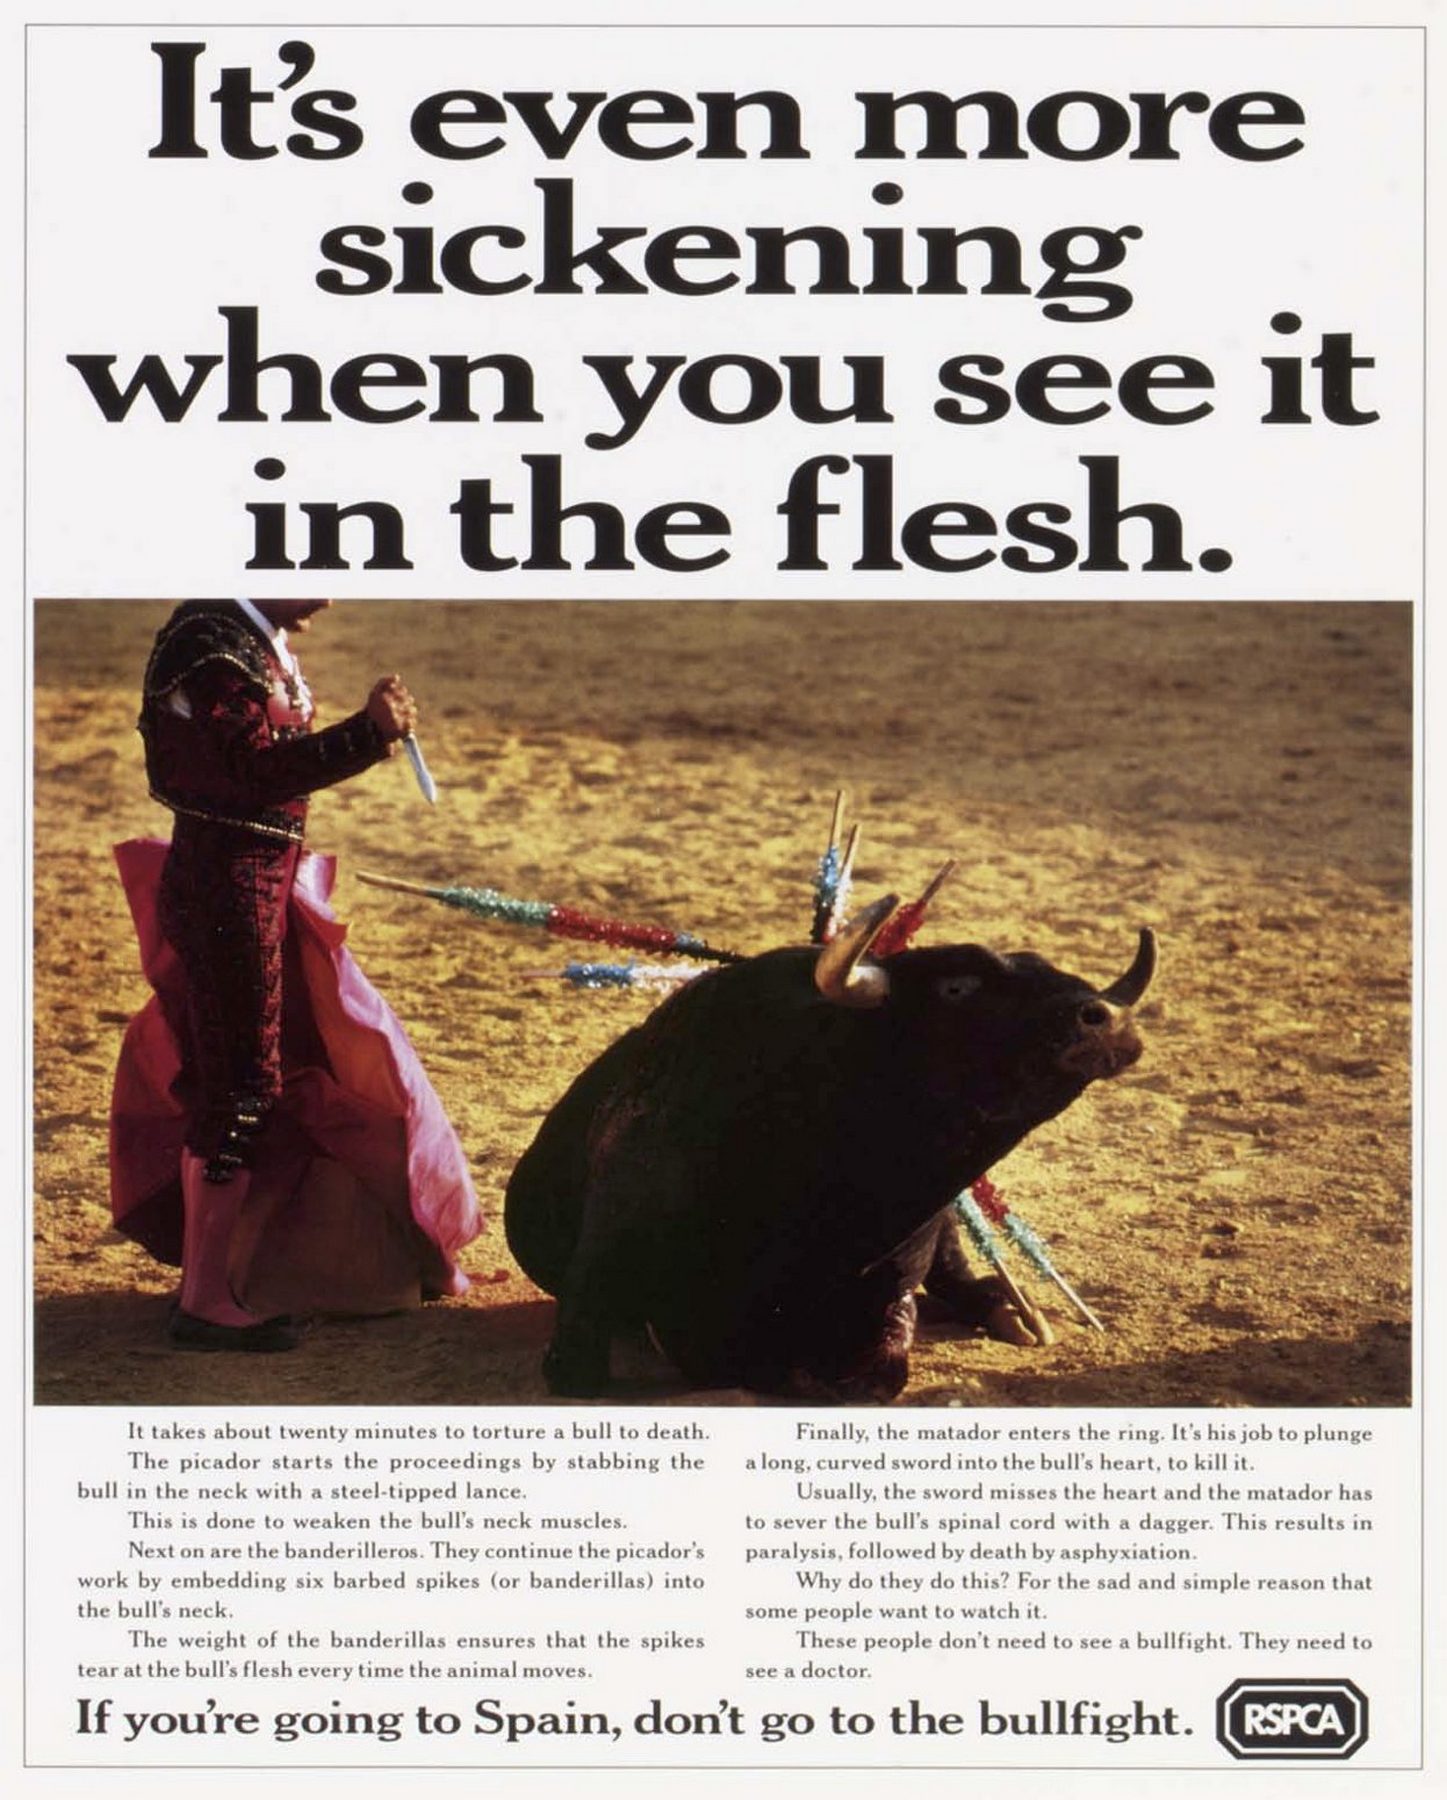 It's even more
sickening
when you see it
in the flesh.
It takes about twenty minutes to torture a bull to death.
The picador starts the proceedings by stabbing the
bull in the neck with a steel-tipped lance.
This is done to weaken the bull's neck muscles.
Next on are the banderilleros. They continue the picador's
work by embedding six barbed spikes (or banderillas) into
the bull's neck.
The weight of the banderillas ensures that the spikes
tear at the bull's flesh every time the animal moves.
Finally, the matador enters the ring. It's his job to plunge
a long, curved sword into the bull's heart, to kill it.
Usually, the sword misses the heart and the matador has
to sever the bull's spinal cord with a dagger. This results in
paralysis, followed by death by asphyxiation.
Why do they do this? For the sad and simple reason that
some people want to watch it.
These people don't need to see a bullfight. They need to
see a doctor.
If you're going to Spain, don't go to the bullfight.
RSPCA